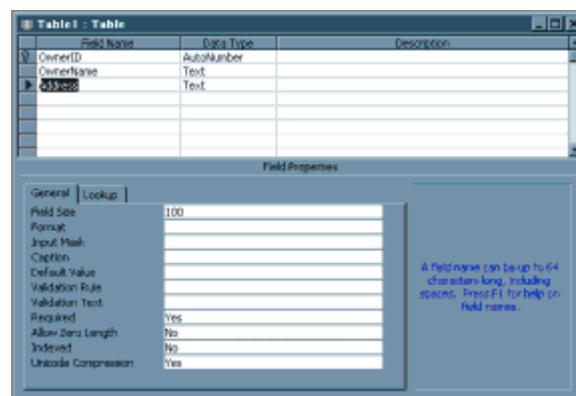 Table1 : Table
Field Name Data Type Description
OwnerID AutoNumber
OwnerName Text
Address Text
Field Properties
General Lookup
Field Size 100
Format
Input Mask
Caption
Default Value
Validation Rule
Validation Text
Required Yes
Allow Zero Length No
Indexed No
Unicode Compression Yes
A field name can be up to 64
characters long, including
spaces. Press F1 for help on
field names.